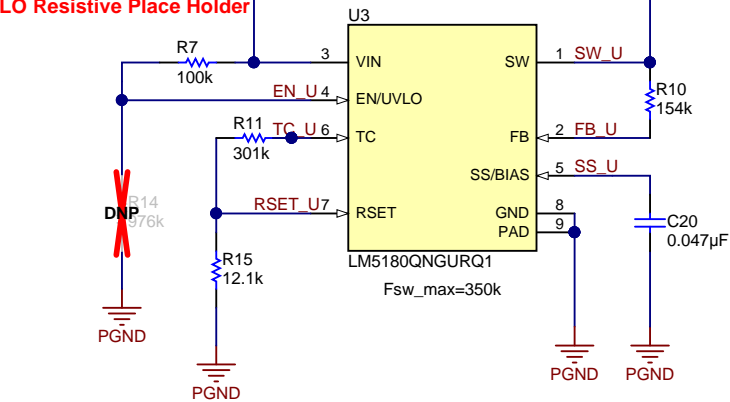 LO Resistive Place Holder
U3
R7
100k
3
VIN
SW
1
SW_U
EN_U
4
EN/UVLO
R10
154k
R11
301k
TC_U
6
TC
FB
2
FB_U
SS/BIAS
5
SS_U
R14
976k
DNP
RSET_U
7
RSET
GND
8
PAD
9
C20
0.047µF
R15
12.1k
LM5180QNGURQ1
Fsw_max=350k
PGND
PGND
PGND
PGND